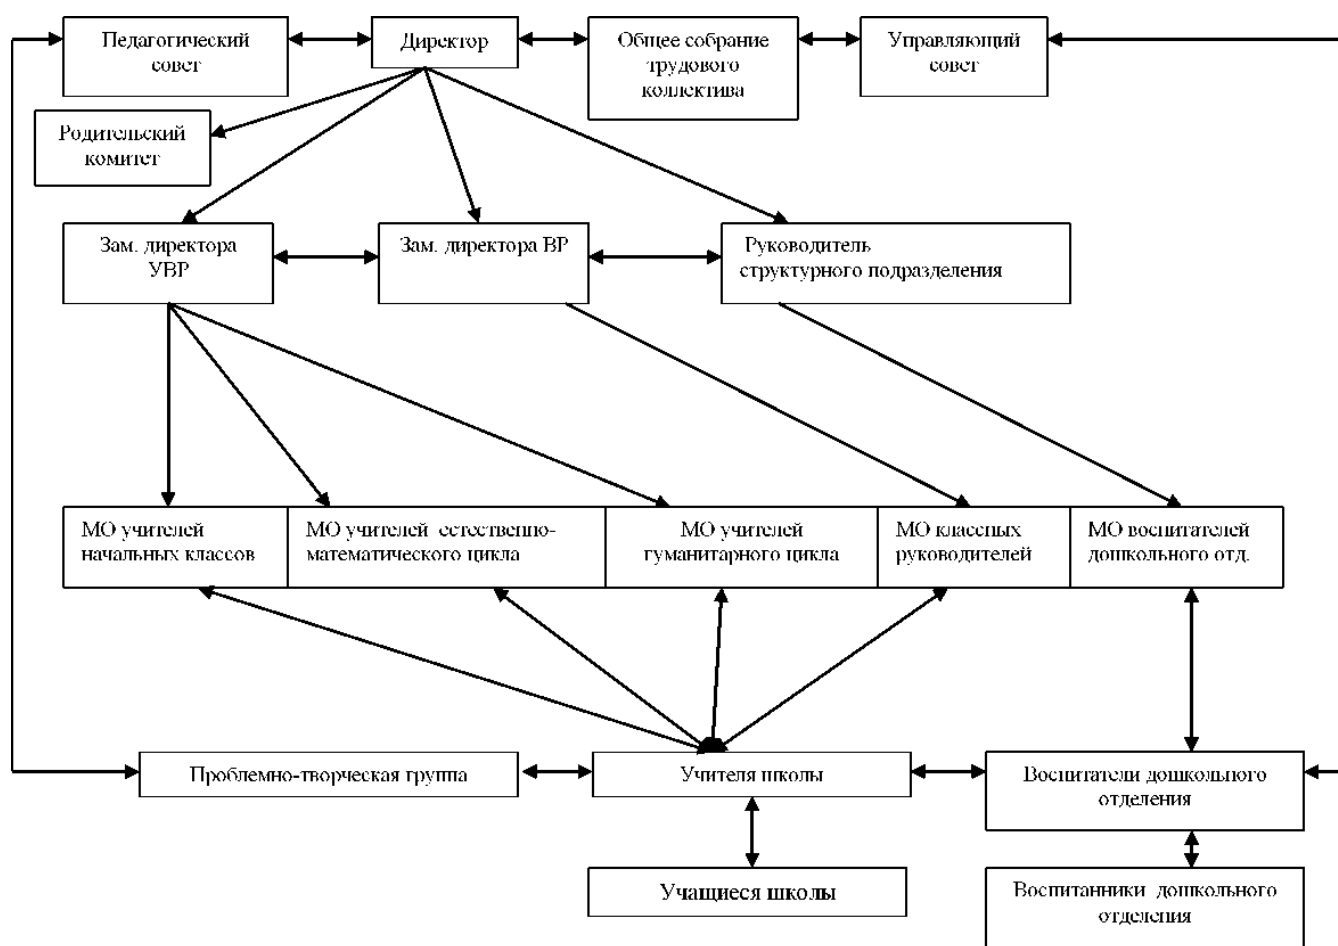 Педагогический
совет
Директор
Общее собрание
трудового
коллектива
Управляющий
совет
Родительский
комитет
Зам. директора
УВР
Зам. директора ВР
Руководитель
структурного подразделения
МО учителей
начальных классов
МО учителей естественно-
математического цикла
МО учителей
гуманитарного цикла
МО классных
руководителей
МО воспитателей
дошкольного отд.
Проблемно-творческая группа
Учителя школы
Воспитатели дошкольного
отделения
Учащиеся школы
Воспитанники дошкольного
отделения